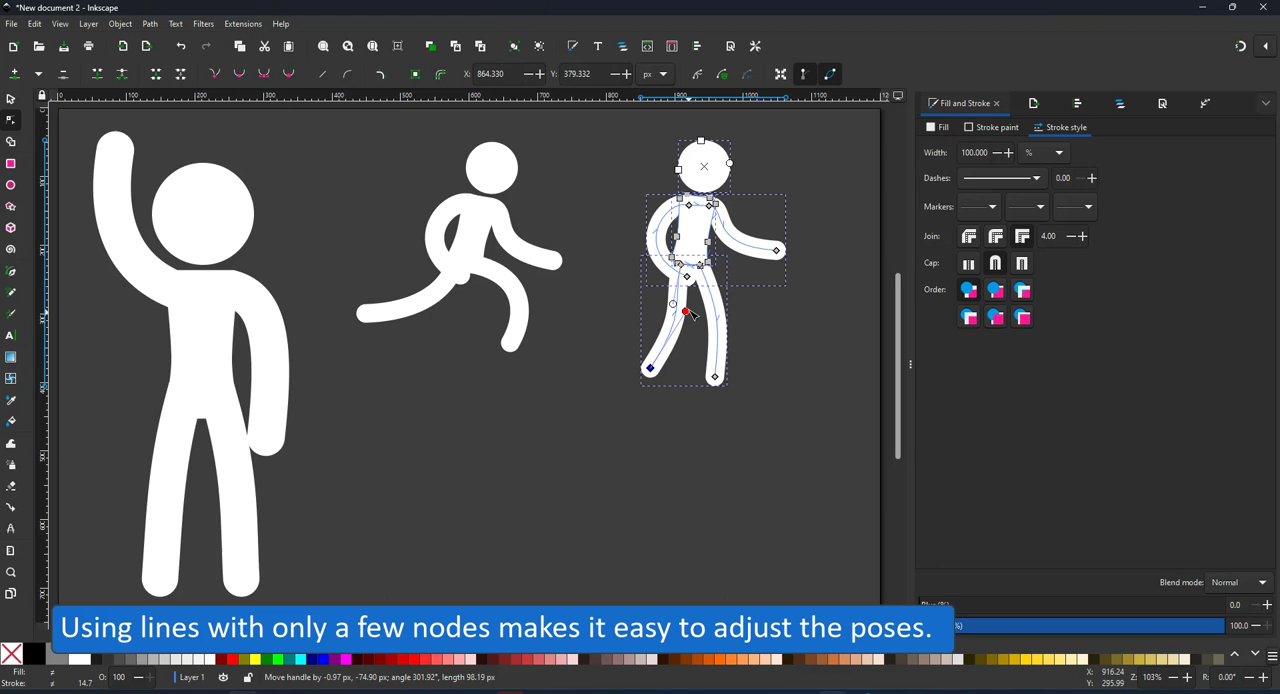 *New document 2 - Inkscape
File Edit View Layer Object Path Text Filters Extensions Help
X: 864.330 Y: 379.332 px
Fill and Stroke
Fill Stroke paint Stroke style
Width: 100.000 %
Dashes: 0.00
Markers:
Join: 4.00
Cap:
Order:
Blend mode: Normal
0.0
100.0
Using lines with only a few nodes makes it easy to adjust the poses.
Fill:
Stroke: 14.7
O: 100
Layer 1
Move handle by -0.97 px, -74.90 px; angle 301.92°, length 98.19 px
X: 916.24
Y: 295.99
Z: 103%
R: 0.00°